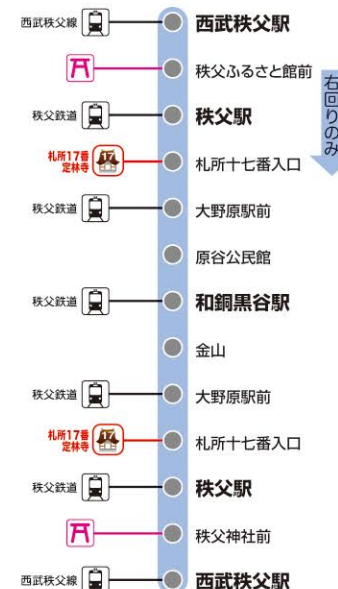 西武秩父線 西武秩父駅
秩父ふるさと館前
右回りのみ
秩父鉄道 秩父駅
札所17番
定林寺
17
札所十七番入口
秩父鉄道 大野原駅前
原谷公民館
秩父鉄道 和銅黒谷駅
金山
秩父鉄道 大野原駅前
札所17番
定林寺
17
札所十七番入口
秩父鉄道 秩父駅
秩父神社前
西武秩父線 西武秩父駅